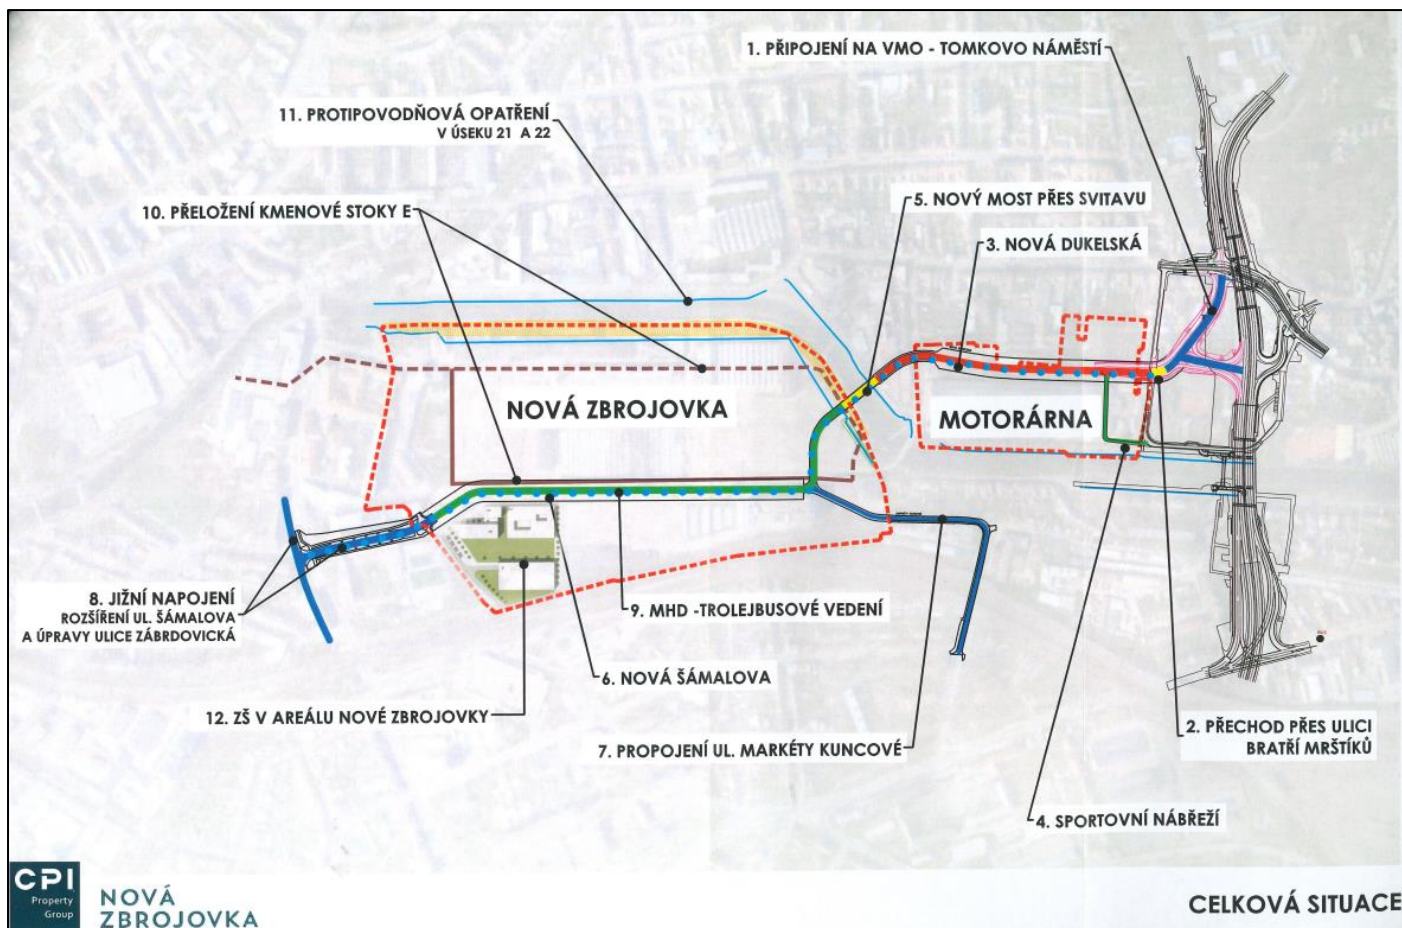 1. PŘIPOJENÍ NA VMO - TOMKOVO NÁMĚSTÍ
11. PROTIPOVODŇOVÁ OPATŘENÍ
V ÚSEKU 21 A 22
5. NOVÝ MOST PŘES SVITAVU
10. PŘELOŽENÍ KMENOVÉ STOKY E
3. NOVÁ DUKELSKÁ
NOVÁ ZBROJOVKA
MOTORÁRNA
8. JIŽNÍ NAPOJENÍ
ROZŠÍŘENÍ UL. ŠÁMALOVA
A ÚPRAVY ULICE ZÁBRDOVICKÁ
9. MHD -TROLEJBUSOVÉ VEDENÍ
6. NOVÁ ŠÁMALOVA
12. ZŠ V AREÁLU NOVÉ ZBROJOVKY
7. PROPOJENÍ UL. MARKÉTY KUNCOVÉ
2. PŘECHOD PŘES ULICI
BRATŘÍ MRŠTÍKŮ
4. SPORTOVNÍ NÁBŘEŽÍ
CPI
Property
Group
NOVÁ
ZBROJOVKA
CELKOVÁ SITUACE